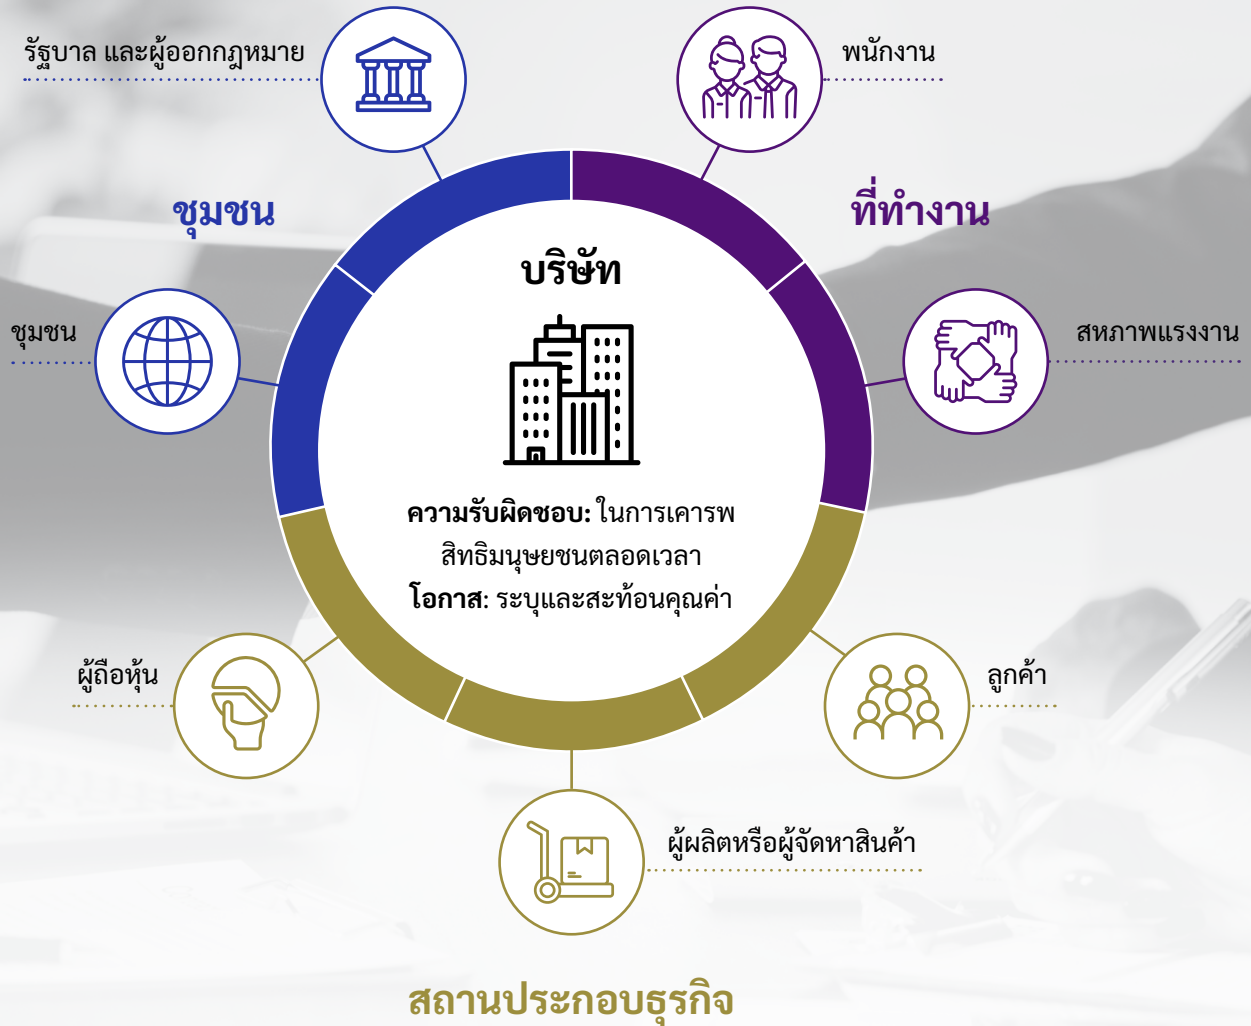 รัฐบาล และผู้ออกกฎหมาย
พนักงาน
ชุมชน
ที่ทำงาน
บริษัท
ชุมชน
สหภาพแรงงาน
ความรับผิดชอบ: ในการเคารพ
สิทธิมนุษยชนตลอดเวลา
โอกาส: ระบุและสะท้อนคุณค่า
ผู้ถือหุ้น
ลูกค้า
ผู้ผลิตหรือผู้จัดหาสินค้า
สถานประกอบธุรกิจ